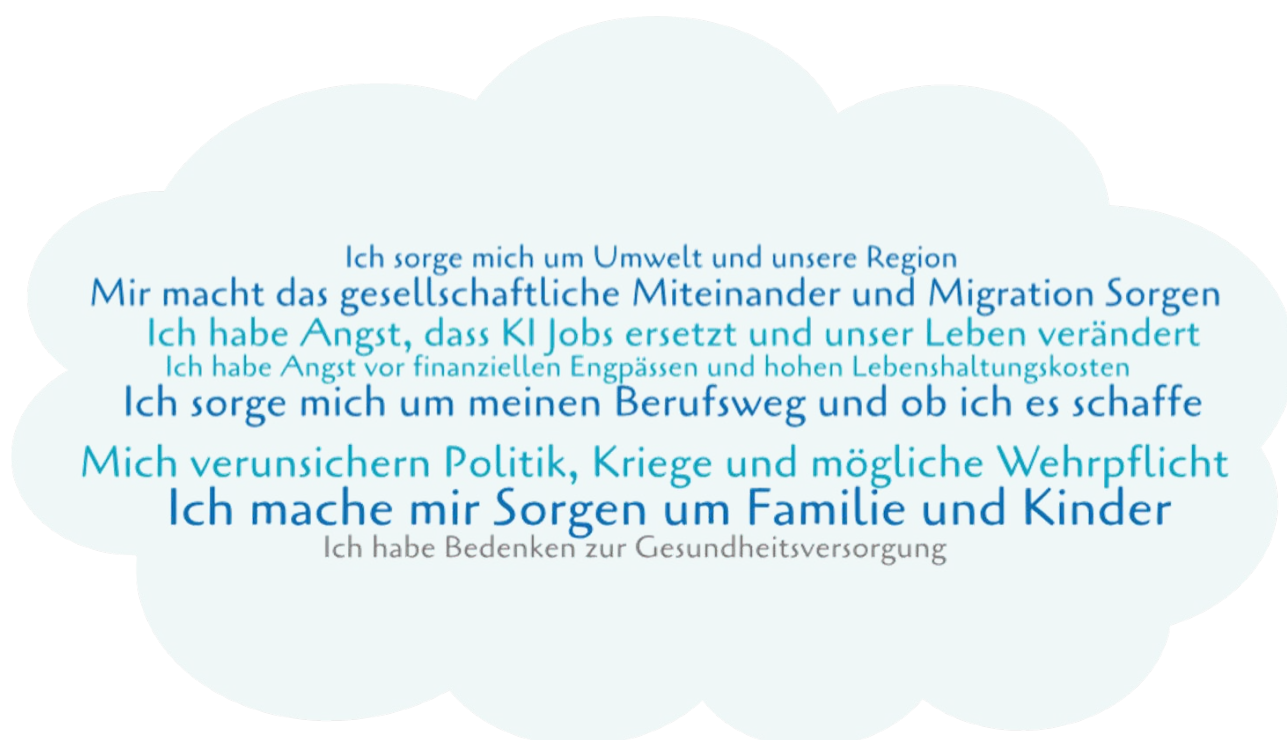 Ich sorge mich um Umwelt und unsere Region
Mir macht das gesellschaftliche Miteinander und Migration Sorgen
Ich habe Angst, dass KI Jobs ersetzt und unser Leben verändert
Ich habe Angst vor finanziellen Engpässen und hohen Lebenshaltungskosten
Ich sorge mich um meinen Berufsweg und ob ich es schaffe
Mich verunsichern Politik, Kriege und mögliche Wehrpflicht
Ich mache mir Sorgen um Familie und Kinder
Ich habe Bedenken zur Gesundheitsversorgung